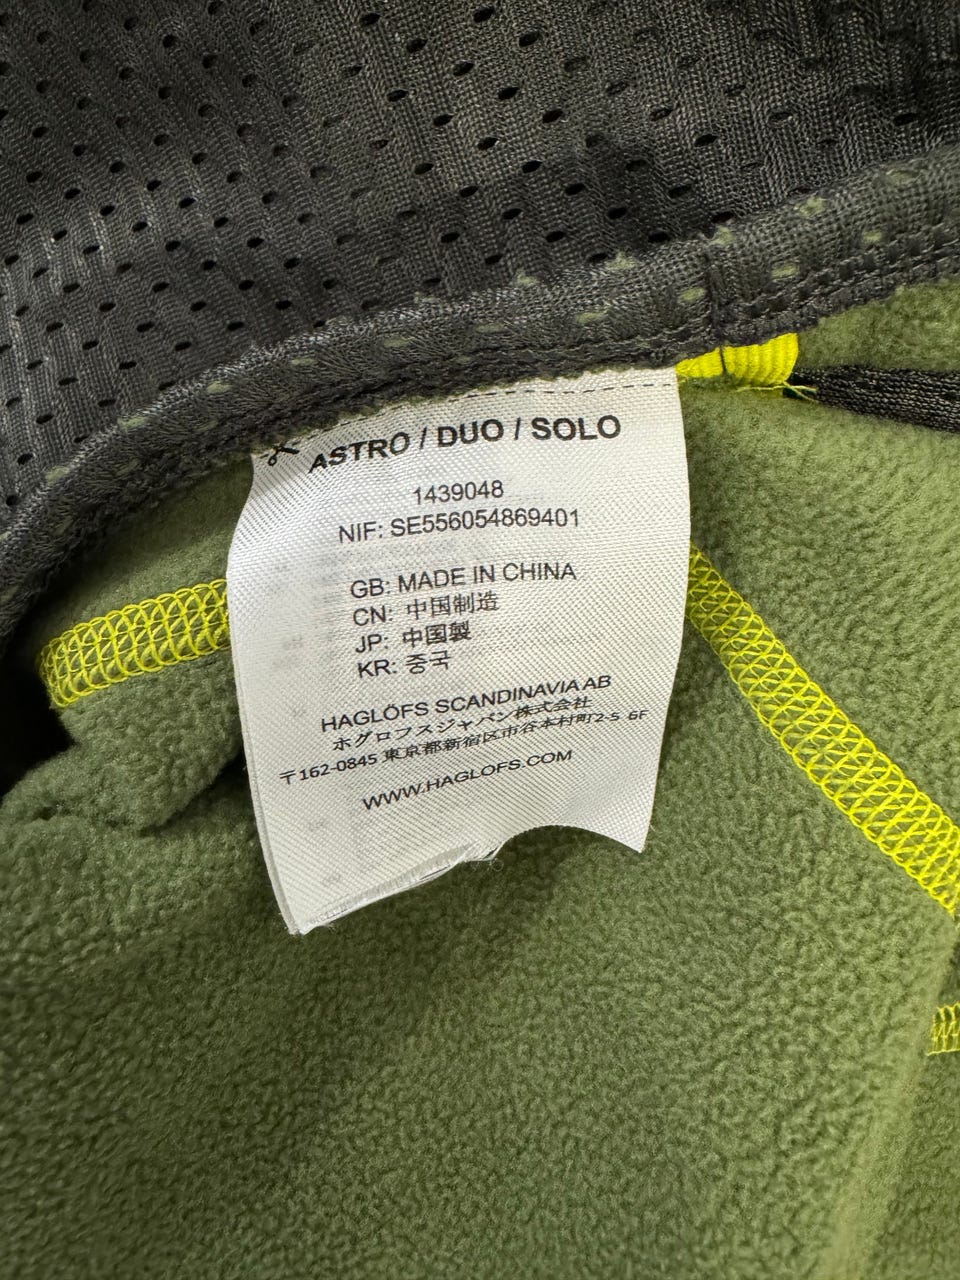 ASTRO / DUO / SOLO
1439048
NIF: SE556054869401
GB: MADE IN CHINA
CN: 中国制造
JP: 中国製
KR: 중국
HAGLÖFS SCANDINAVIA AB
ホグロフスジャパン株式会社
〒162-0845 東京都新宿区市谷本村町2-5 6F
WWW.HAGLOFS.COM